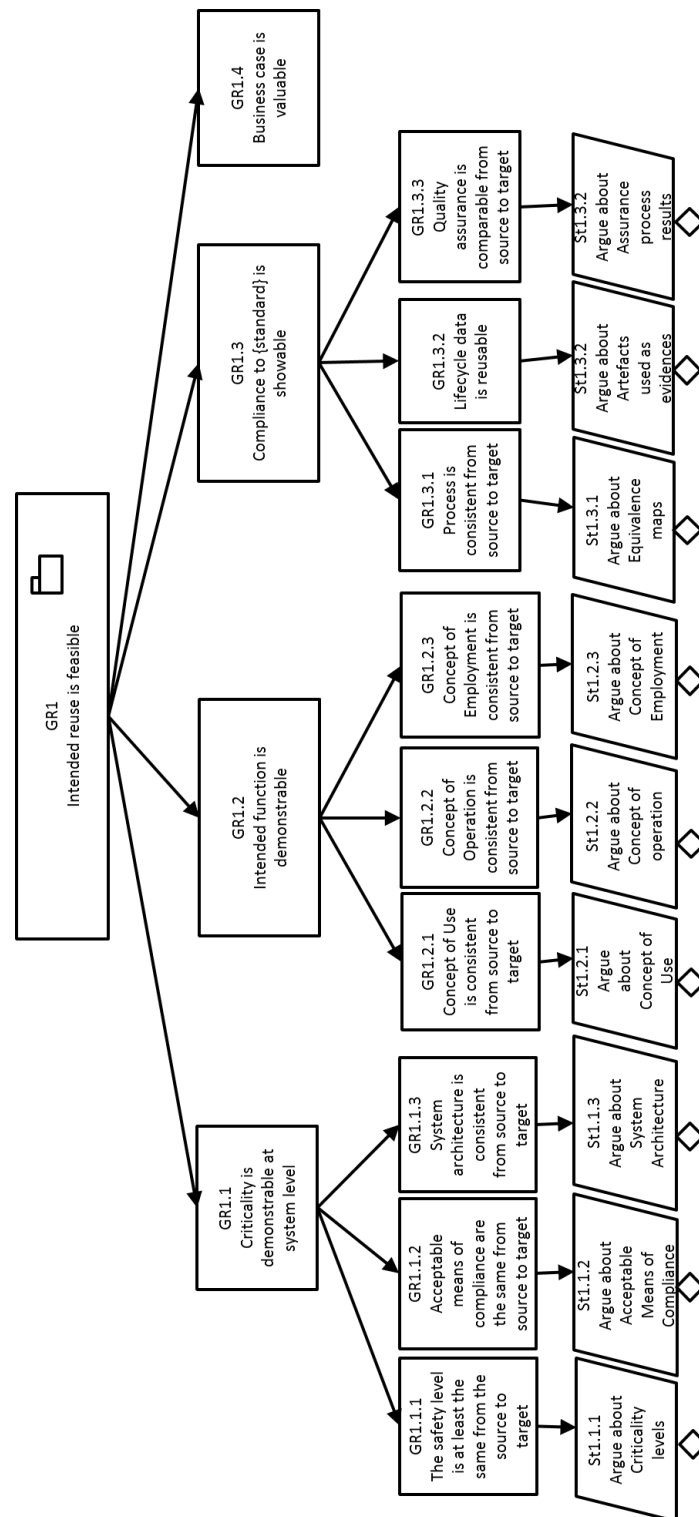 GR1
Intended reuse is feasible
GR1.1
Criticality is
demonstrable at
system level
GR1.2
Intended function is
demonstrable
GR1.3
Compliance to {standard} is
showable
GR1.4
Business case is
valuable
GR1.1.1
The safety level
is at least the
same from the
source to
target
GR1.1.2
Acceptable
means of
compliance are
the same from
source to target
GR1.1.3
System
architecture is
consistent
from source to
target
GR1.2.1
Concept of Use
is consistent
from source to
target
GR1.2.2
Concept of
Operation is
consistent from
source to target
GR1.2.3
Concept of
Employment is
consistent from
source to target
GR1.3.1
Process is
consistent from
source to target
GR1.3.2
Lifecycle data
is reusable
GR1.3.3
Quality
assurance is
comparable from
source to target
St1.1.1
Argue about
Criticality
levels
St1.1.2
Argue about
Acceptable
Means of
Compliance
St1.1.3
Argue about
System
Architecture
St1.2.1
Argue
about
Concept of
Use
St1.2.2
Argue about
Concept of
operation
St1.2.3
Argue about
Concept of
Employment
St1.3.1
Argue about
Equivalence
maps
St1.3.2
Argue about
Artefacts
used as
evidences
St1.3.2
Argue about
Assurance
process
results